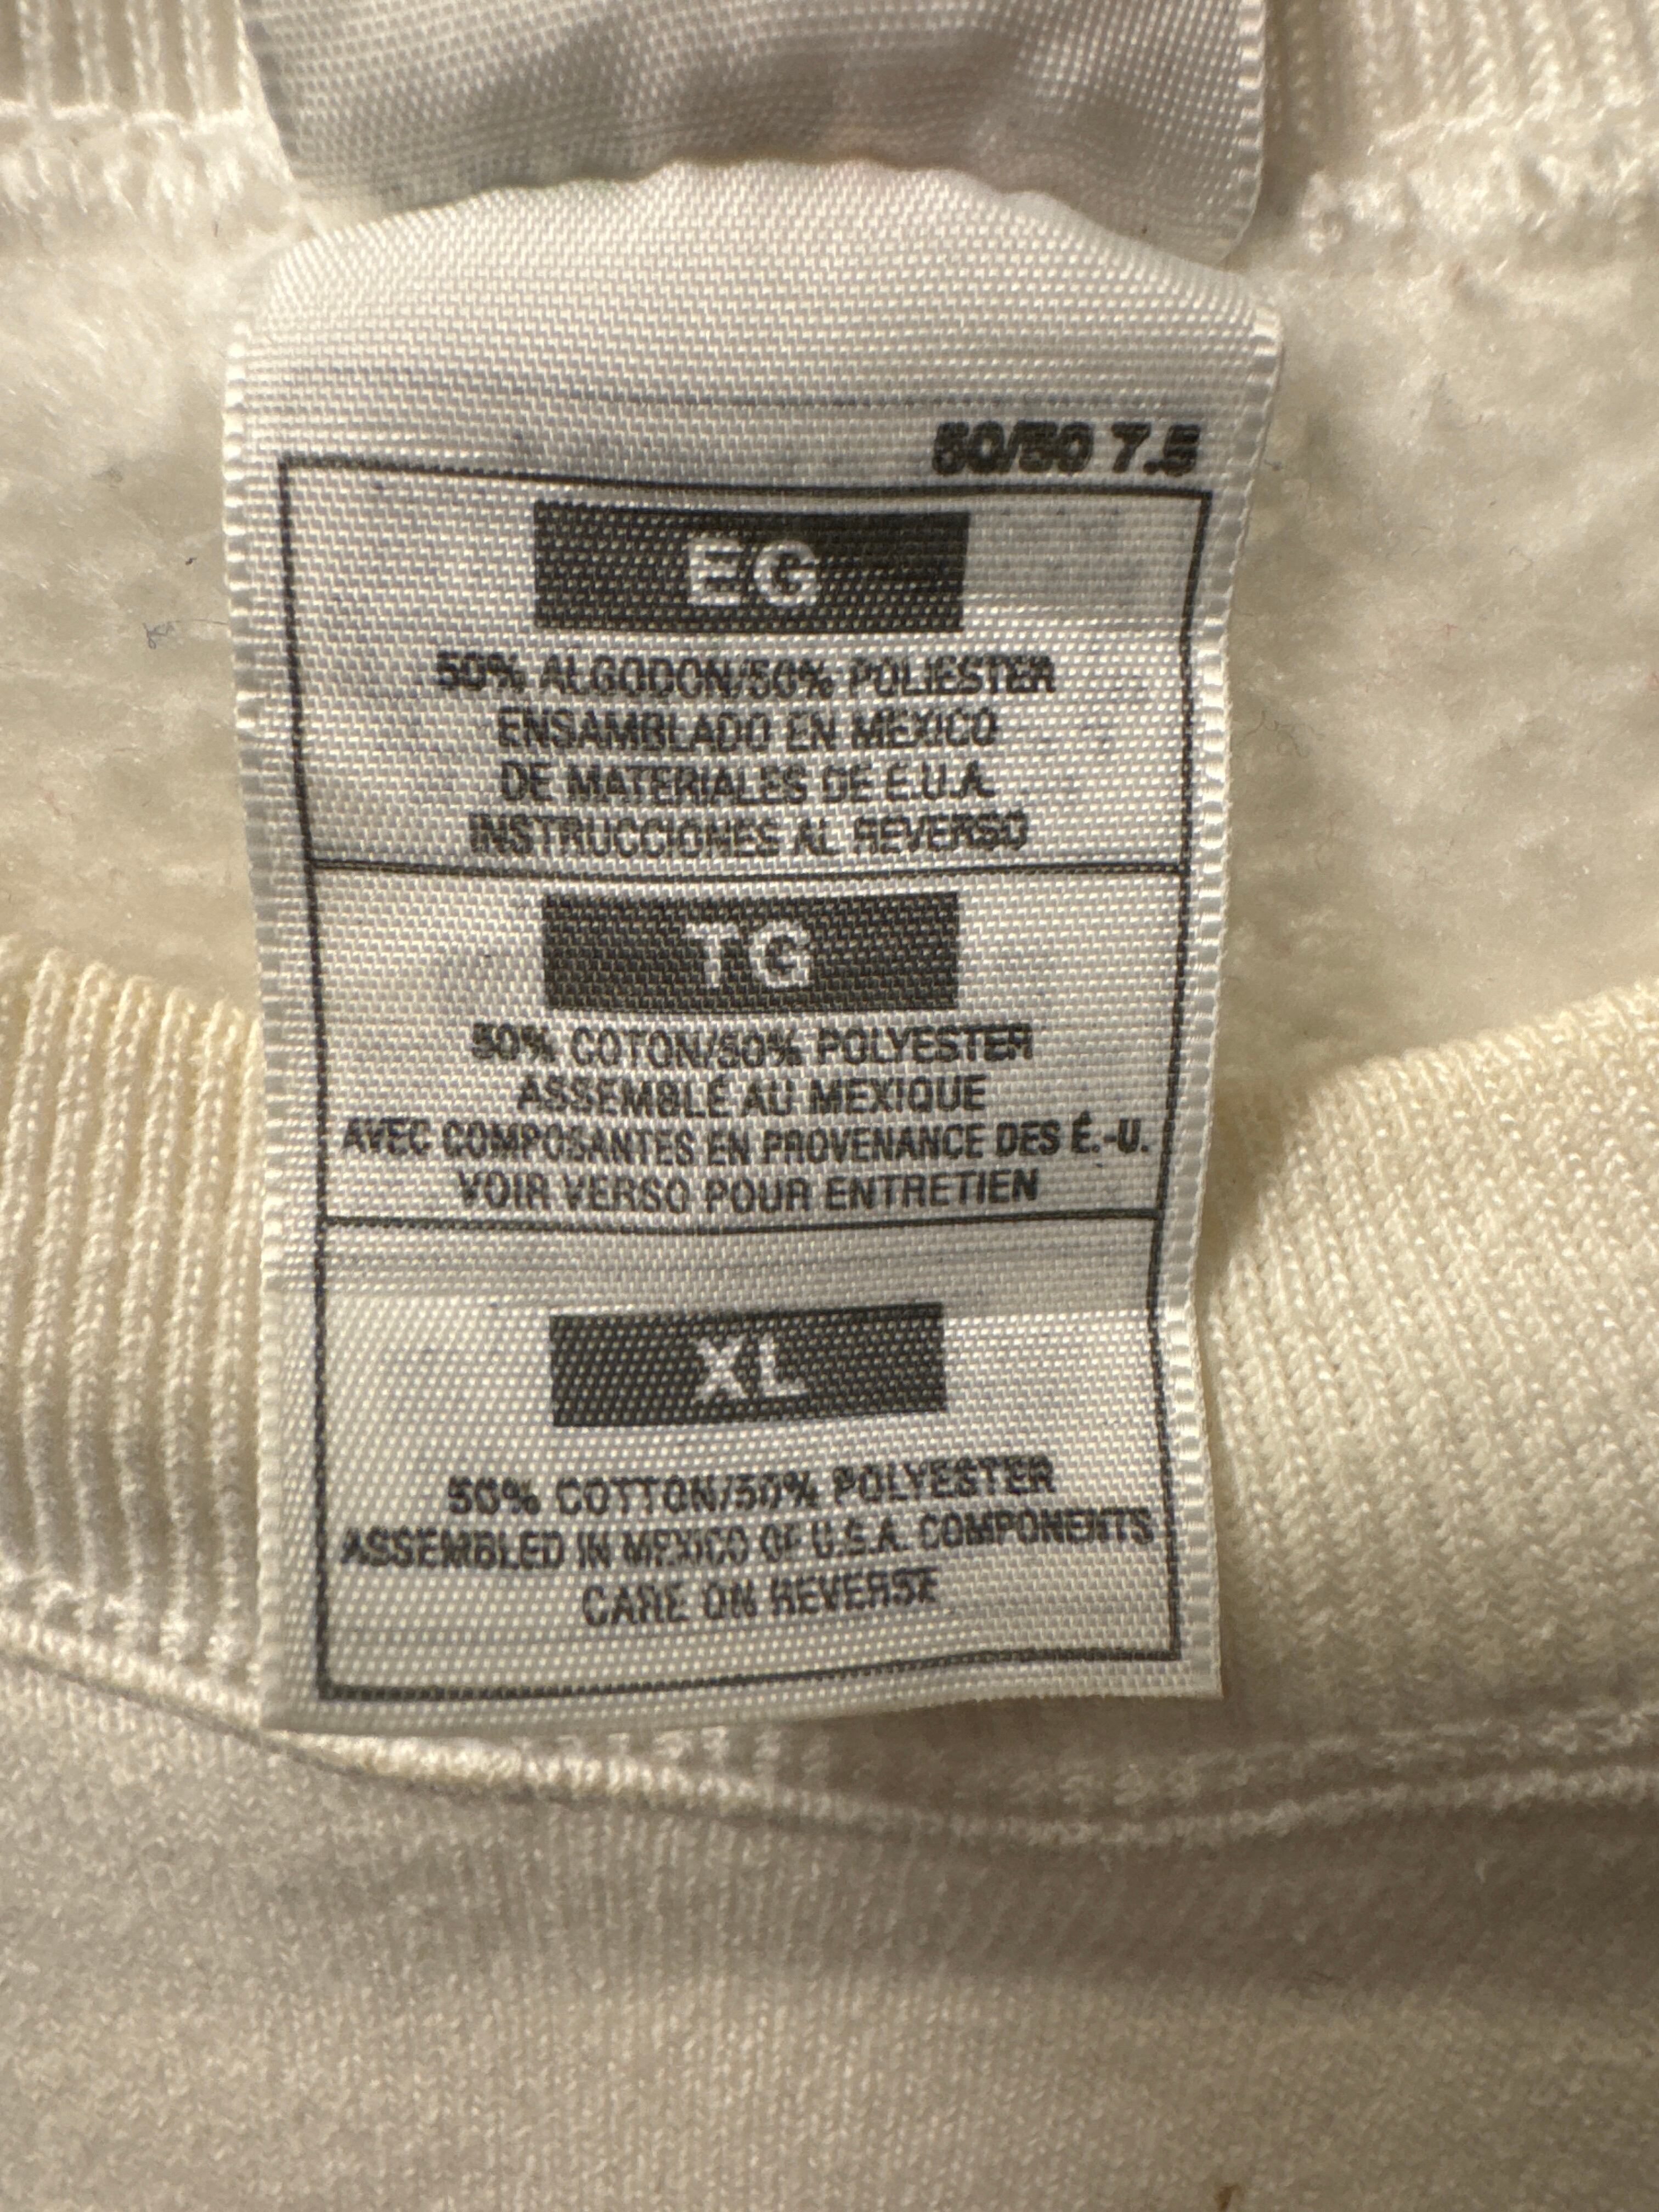 50/50 7.5
EG
50% ALGODON/50% POLIESTER
ENSAMBLADO EN MEXICO
DE MATERIALES DE E.U.A.
INSTRUCCIONES AL REVERSO
TG
50% COTON/50% POLYESTER
ASSEMBLÉ AU MEXIQUE
AVEC COMPOSANTES EN PROVENANCE DES É.-U.
VOIR VERSO POUR ENTRETIEN
XL
50% COTTON/50% POLYESTER
ASSEMBLED IN MEXICO OF U.S.A. COMPONENTS
CARE ON REVERSE